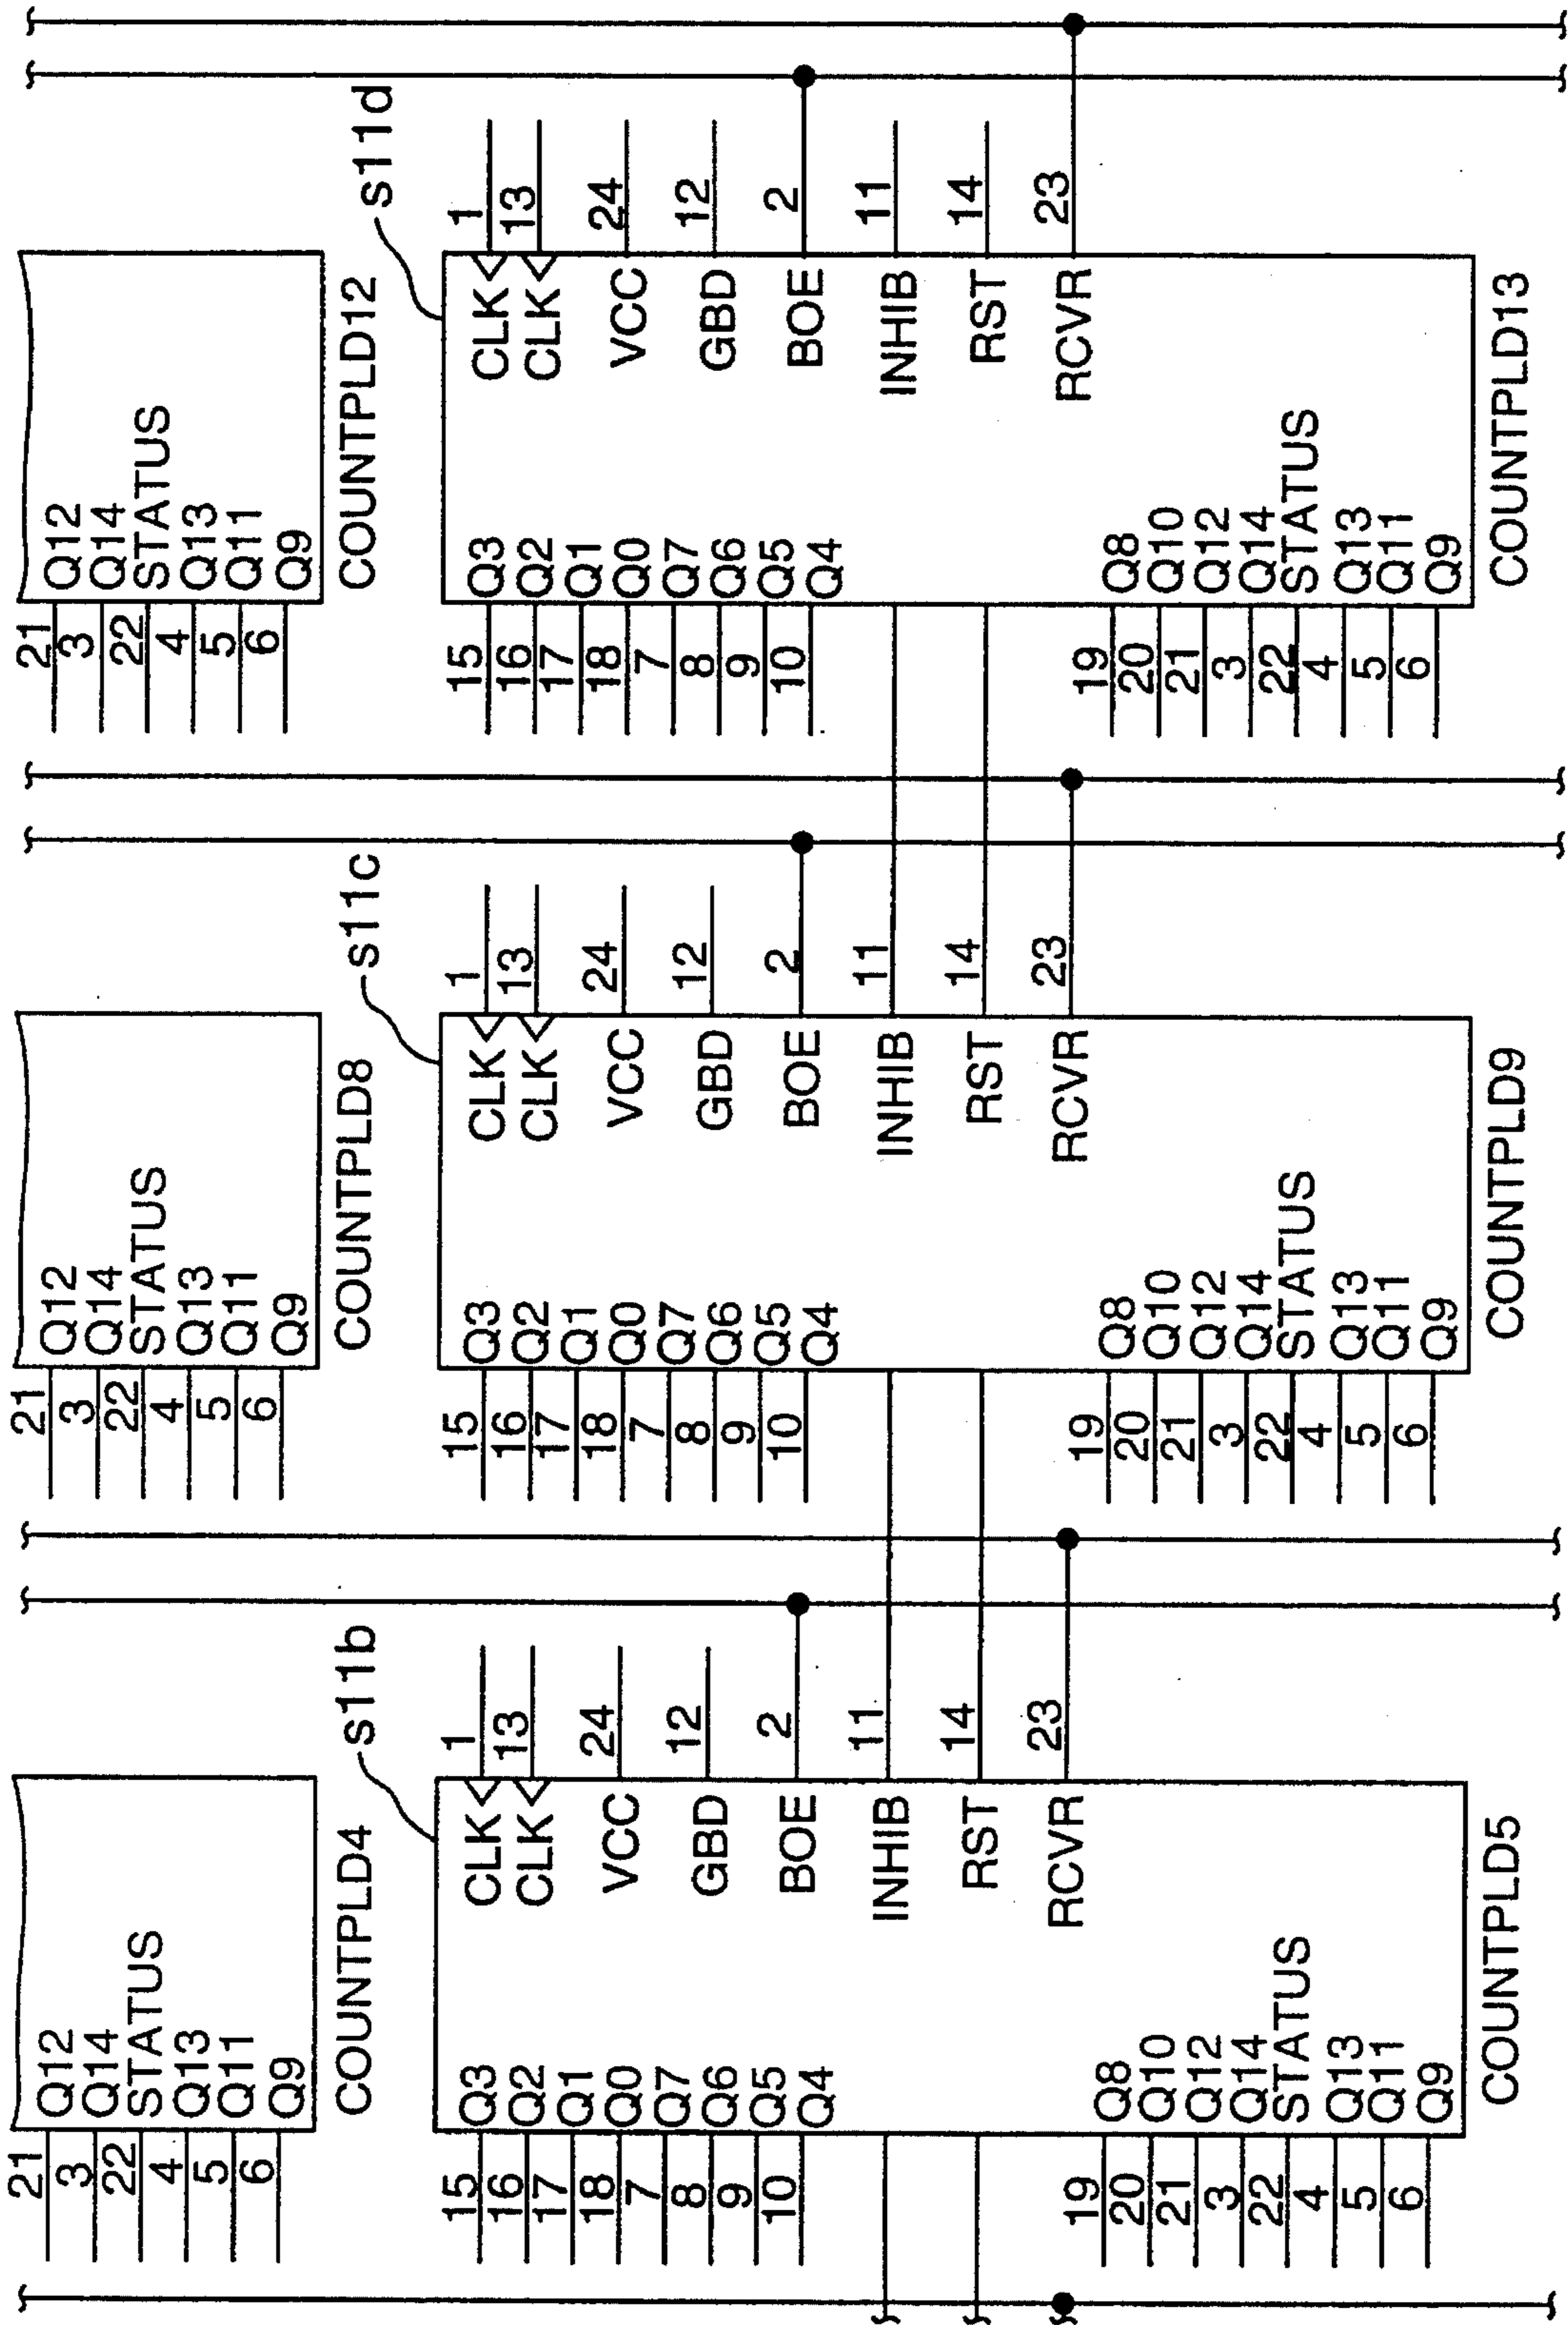 21 Q12
3 Q14
22 STATUS
4 Q13
5 Q11
6 Q9
COUNTPLD12
s11d
15 Q3
16 Q2
17 Q1
18 Q0
7 Q7
8 Q6
9 Q5
10 Q4
19 Q8
20 Q10
21 Q12
3 Q14
22 STATUS
4 Q13
5 Q11
6 Q9
CLK 1
CLK 13
VCC 24
GBD 12
BOE 2
INHIB 11
RST 14
RCVR 23
COUNTPLD13
21 Q12
3 Q14
22 STATUS
4 Q13
5 Q11
6 Q9
COUNTPLD8
s11c
15 Q3
16 Q2
17 Q1
18 Q0
7 Q7
8 Q6
9 Q5
10 Q4
19 Q8
20 Q10
21 Q12
3 Q14
22 STATUS
4 Q13
5 Q11
6 Q9
CLK 1
CLK 13
VCC 24
GBD 12
BOE 2
INHIB 11
RST 14
RCVR 23
COUNTPLD9
21 Q12
3 Q14
22 STATUS
4 Q13
5 Q11
6 Q9
COUNTPLD4
s11b
15 Q3
16 Q2
17 Q1
18 Q0
7 Q7
8 Q6
9 Q5
10 Q4
19 Q8
20 Q10
21 Q12
3 Q14
22 STATUS
4 Q13
5 Q11
6 Q9
CLK 1
CLK 13
VCC 24
GBD 12
BOE 2
INHIB 11
RST 14
RCVR 23
COUNTPLD5